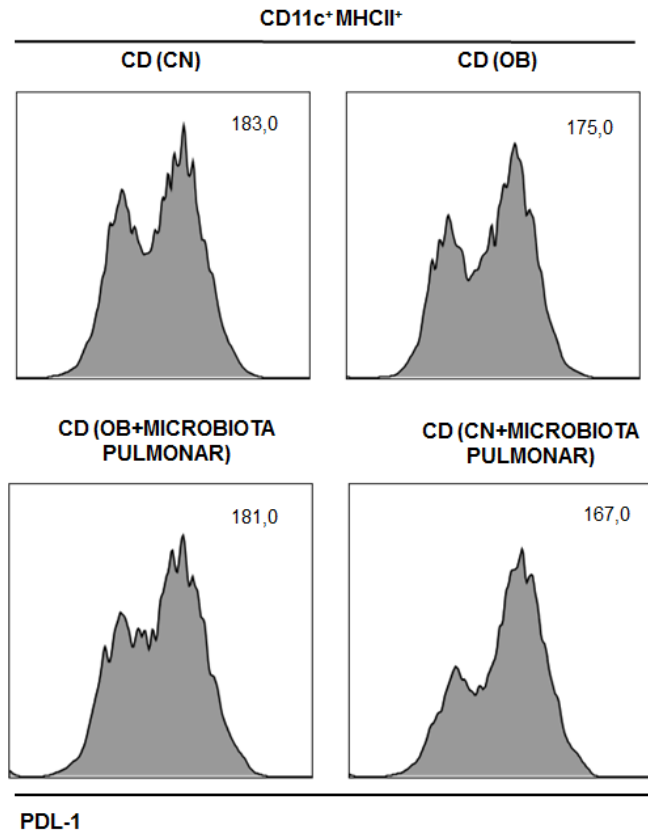 CD11c⁺ MHCII⁺
CD (CN)
CD (OB)
183,0
175,0
CD (OB+MICROBIOTA
PULMONAR)
CD (CN+MICROBIOTA
PULMONAR)
181,0
167,0
PDL-1